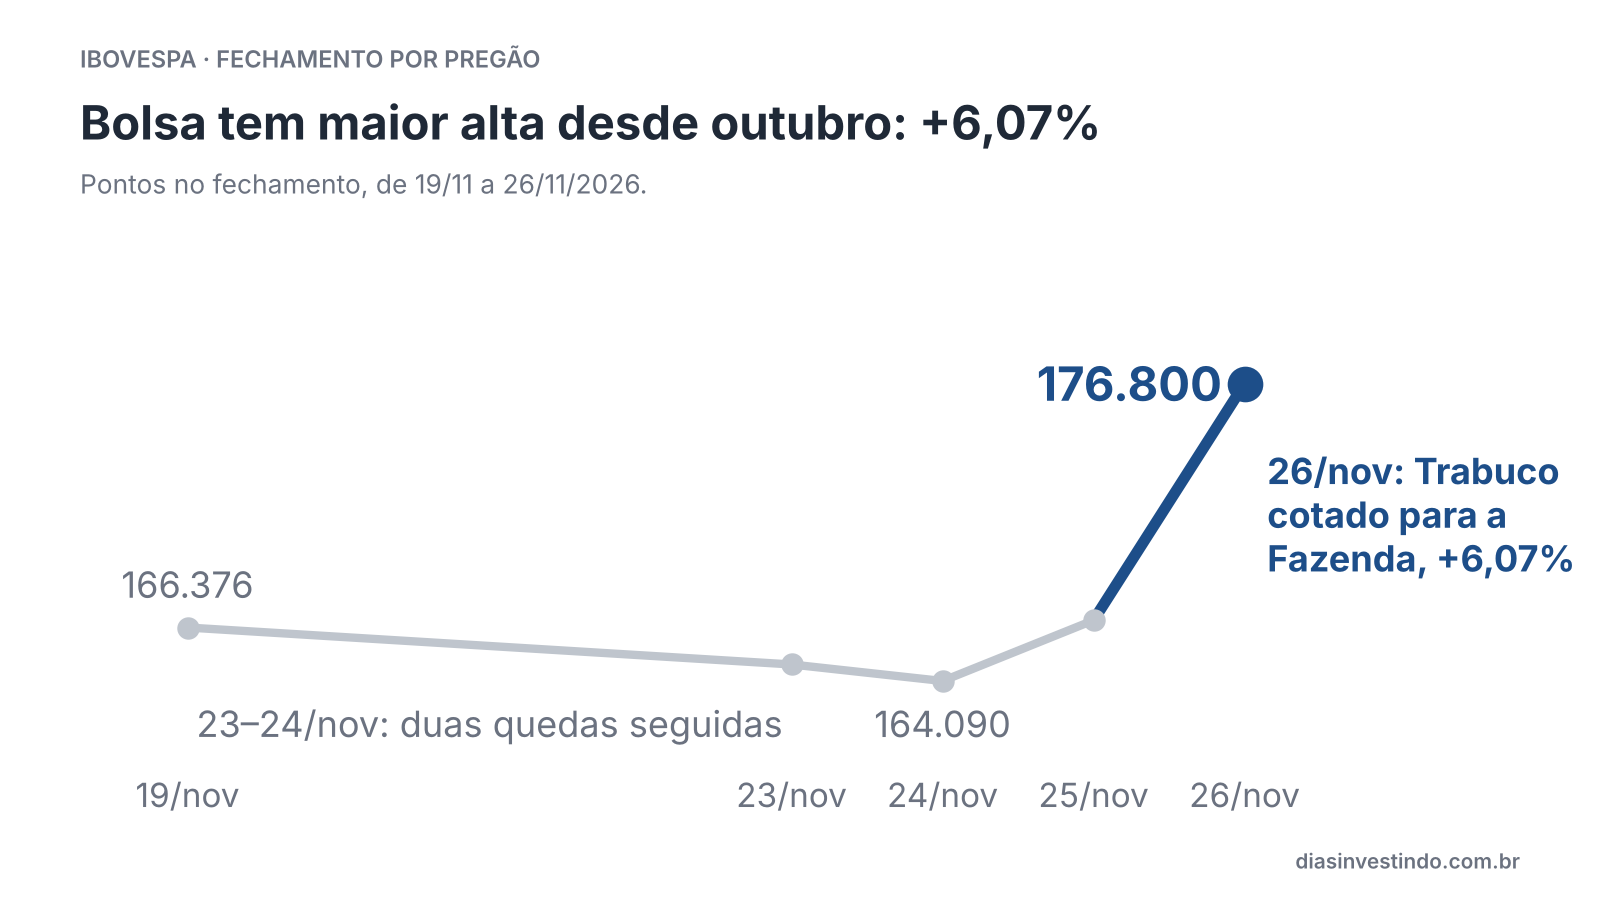 IBOVESPA · FECHAMENTO POR PREGÃO
Bolsa tem maior alta desde outubro: +6,07%
Pontos no fechamento, de 19/11 a 26/11/2026.
176.800
26/nov: Trabuco
cotado para a
Fazenda, +6,07%
166.376
23–24/nov: duas quedas seguidas
164.090
19/nov
23/nov
24/nov
25/nov
26/nov
diasinvestindo.com.br